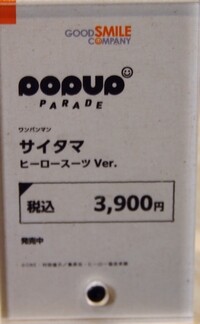 GOOD SMILE
COMPANY
POPUP
PARADE
ワンパンマン
サイタマ
ヒーロースーツ Ver.
税込 3,900円
発売中